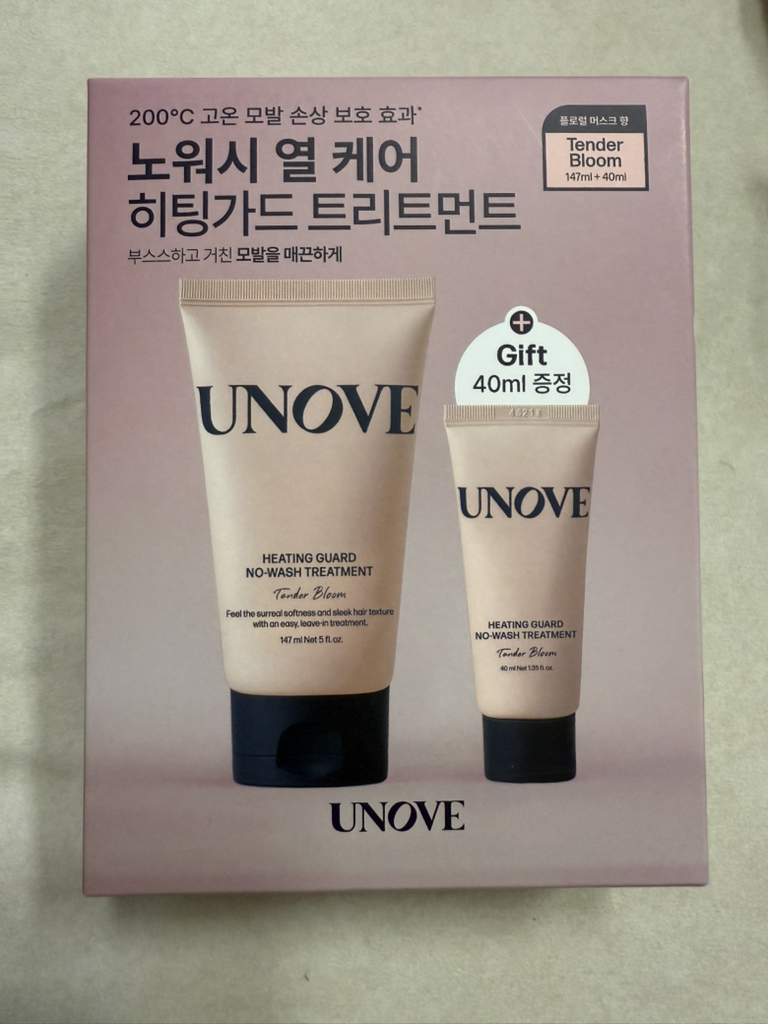 200°C 고온 모발 손상 보호 효과*
노워시 열 케어
히팅가드 트리트먼트
부스스하고 거친 모발을 매끈하게
플로럴 머스크 향
Tender
Bloom
147ml + 40ml
Gift
40ml 증정
UNOVE
HEATING GUARD
NO-WASH TREATMENT
Tender Bloom
Feel the surreal softness and sleek hair texture
with an easy, leave-in treatment.
147 ml Net 5 fl. oz.
UNOVE
HEATING GUARD
NO-WASH TREATMENT
Tender Bloom
40 ml Net 1.35 fl. oz.
UNOVE